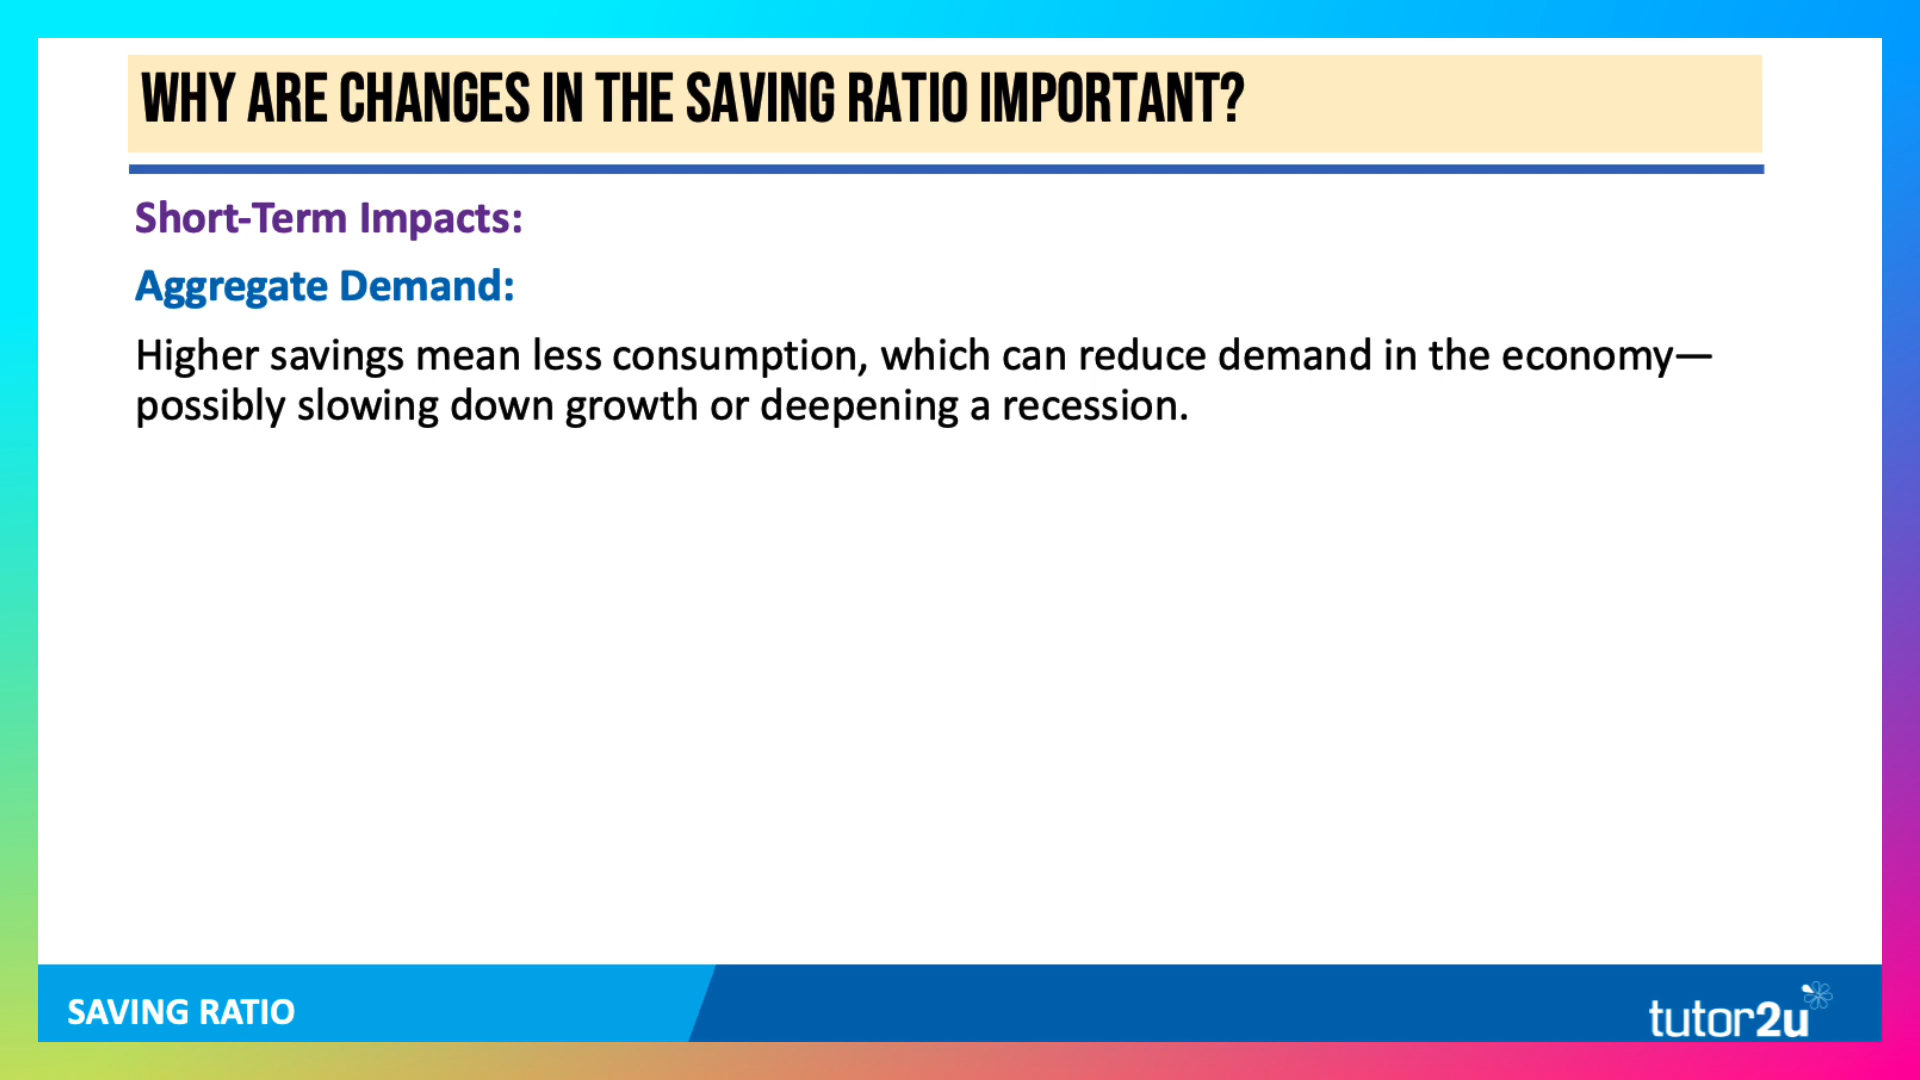 WHY ARE CHANGES IN THE SAVING RATIO IMPORTANT?
Short-Term Impacts:
Aggregate Demand:
Higher savings mean less consumption, which can reduce demand in the economy—
possibly slowing down growth or deepening a recession.
SAVING RATIO
tutor2u